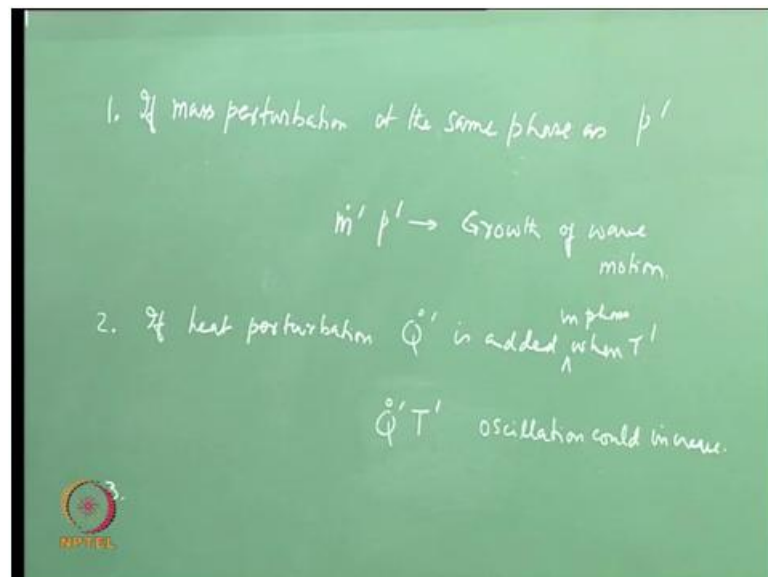 1. If mass perturbation at the same phase as p′
ṁ′ p′ → Growth of wave
motion.
in phase
2. If heat perturbation Q̊′ is added ^ when T′
Q̊′ T′ oscillation could increase.
3.
NPTEL